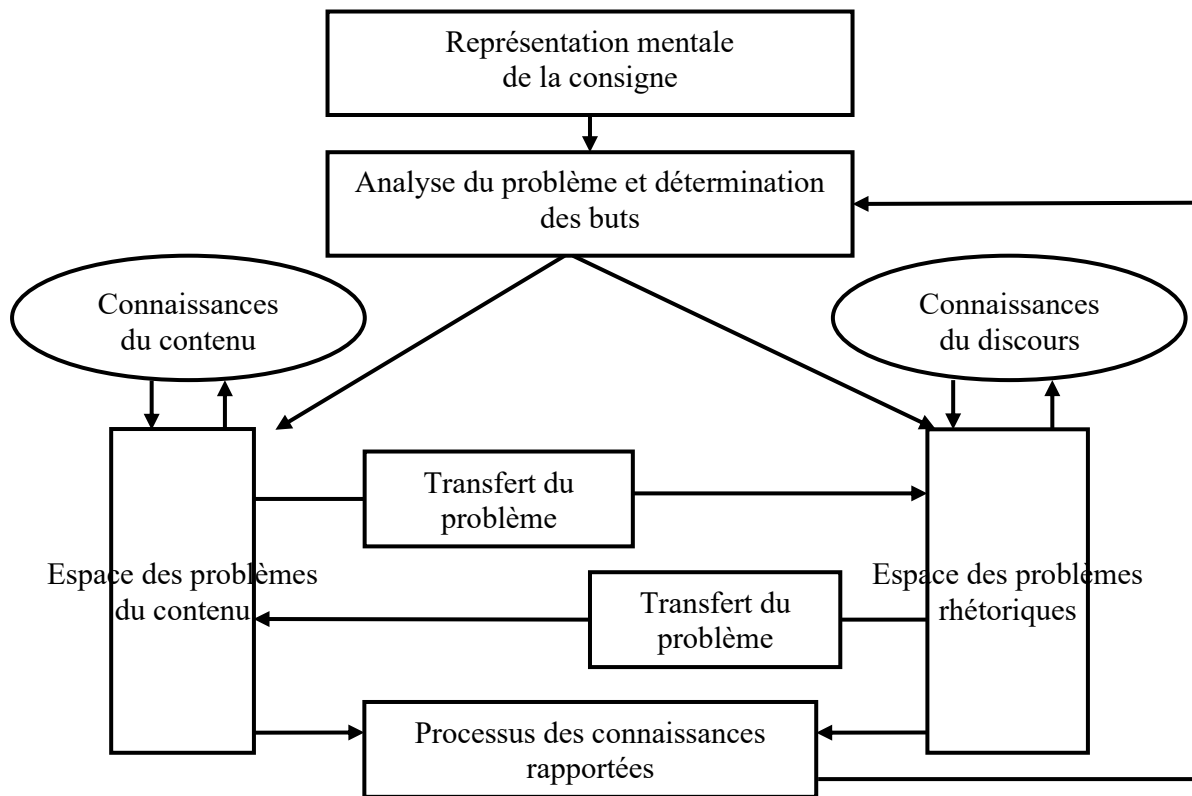 Représentation mentale
de la consigne
Analyse du problème et détermination
des buts
Connaissances
du contenu
Connaissances
du discours
Transfert du
problème
Espace des problèmes
du contenu
Espace des problèmes
rhétoriques
Transfert du
problème
Processus des connaissances
rapportées